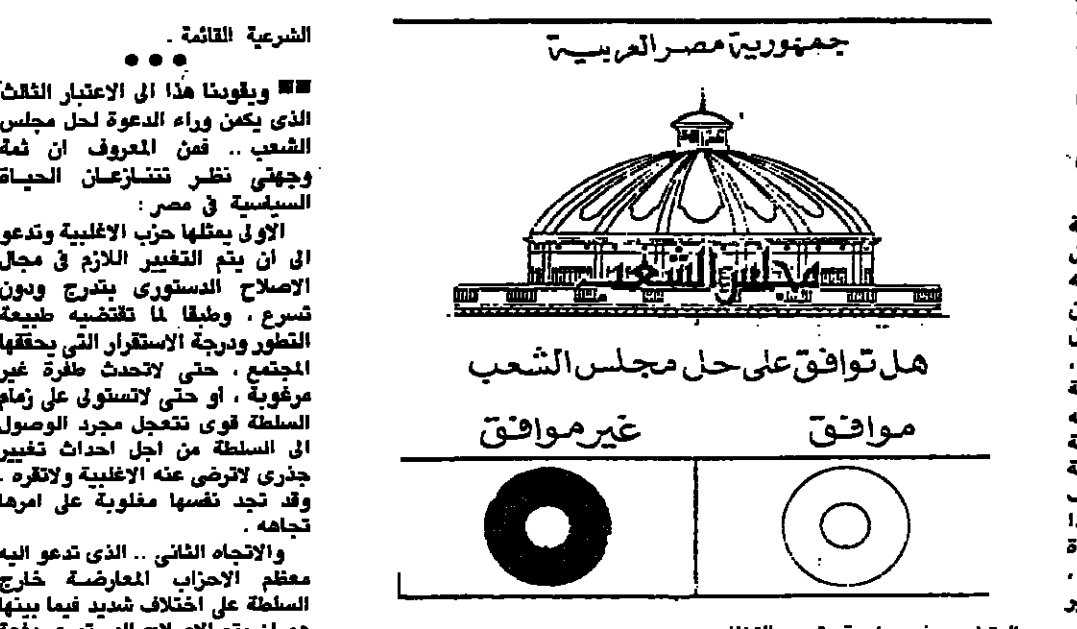 جمهورية مصر العربية
مجلس الشعب
هل توافق على حل مجلس الشعب
موافق
غير موافق
الشرعية القائمة .
ويقودنا هذا الى الاعتبار الثالث
الذى يكمن وراء الدعوة لحل مجلس
الشعب .. فمن المعروف ان ثمة
وجهتى نظر تتنازعان الحياة
السياسية فى مصر :
الاولى يمثلها حزب الاغلبية وتدعو
الى ان يتم التغيير اللازم فى مجال
الاصلاح الدستورى بتدرج ودون
تسرع ، وطبقا لما تقتضيه طبيعة
التطور ودرجة الاستقرار التى يحققها
المجتمع ، حتى لاتحدث طفرة غير
مرغوبة ، او حتى لاتستولى على زمام
السلطة قوى تتعجل مجرد الوصول
الى السلطة من اجل احداث تغيير
جذرى لاترضى عنه الاغلبية ولاتقره .
وقد تجد نفسها مغلوبة على امرها
تجاهه .
والاتجاه الثانى .. الذى تدعو اليه
معظم الاحزاب المعارضة خارج
السلطة على اختلاف شديد فيما بينها